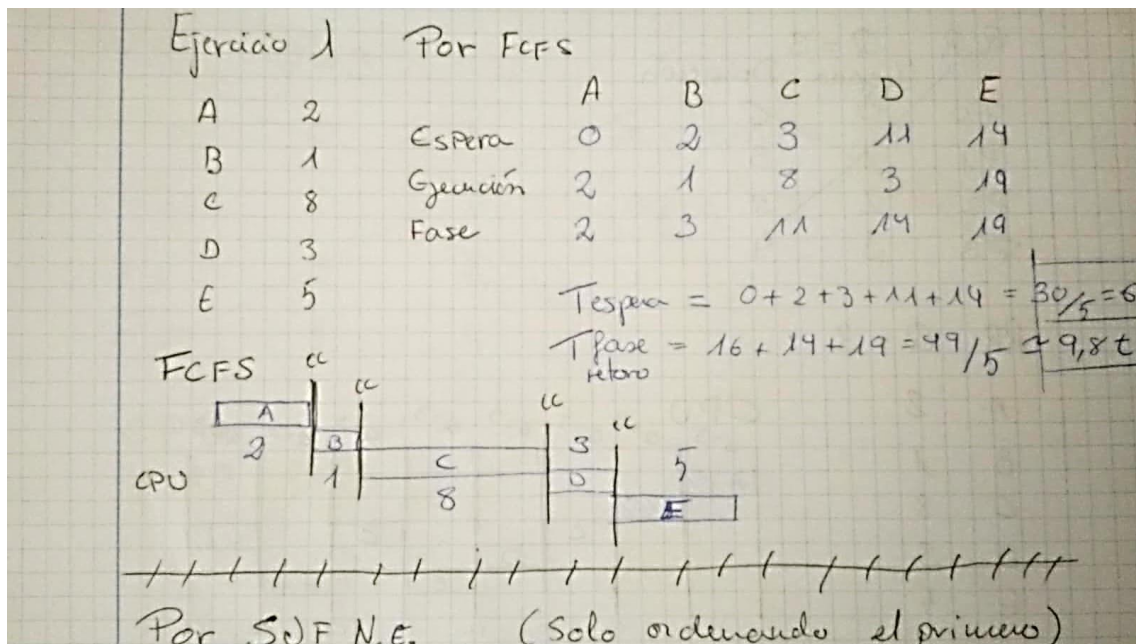 Ejercicio 1 Por FCFS
A B C D E
A 2
Espera 0 2 3 11 14
B 1
Ejecución 2 1 8 3 19
C 8
Fase 2 3 11 14 19
D 3
E 5
Tespera = 0 + 2 + 3 + 11 + 14 = 30/5 = 6
Tfase = 16 + 14 + 19 = 49/5 = 9,8 t
retoro
FCFS
CC CC CC CC
A B C D E
2 1 8 3 5
CPU
Por SJF N.E. (Solo ordenando el primero)